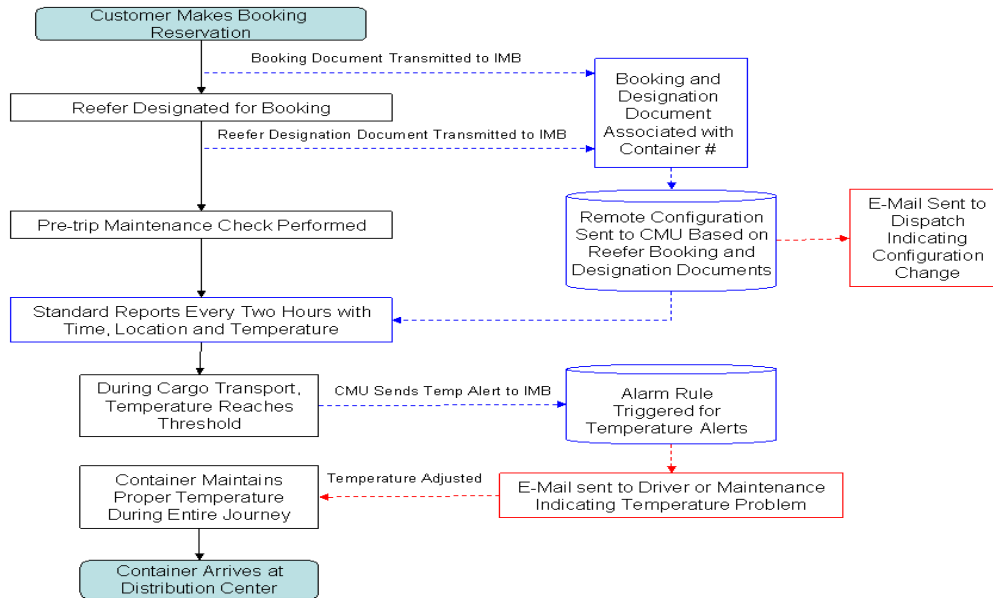 Customer Makes Booking
Reservation
Booking Document Transmitted to IMB
Booking and
Designation
Document
Associated with
Container #
Reefer Designated for Booking
Reefer Designation Document Transmitted to IMB
Pre-trip Maintenance Check Performed
Remote Configuration
Sent to CMU Based on
Reefer Booking and
Designation Documents
E-Mail Sent to
Dispatch
Indicating
Configuration
Change
Standard Reports Every Two Hours with
Time, Location and Temperature
During Cargo Transport,
Temperature Reaches
Threshold
CMU Sends Temp Alert to IMB
Alarm Rule
Triggered for
Temperature Alerts
Container Maintains
Proper Temperature
During Entire Journey
Temperature Adjusted
E-Mail sent to Driver or Maintenance
Indicating Temperature Problem
Container Arrives at
Distribution Center